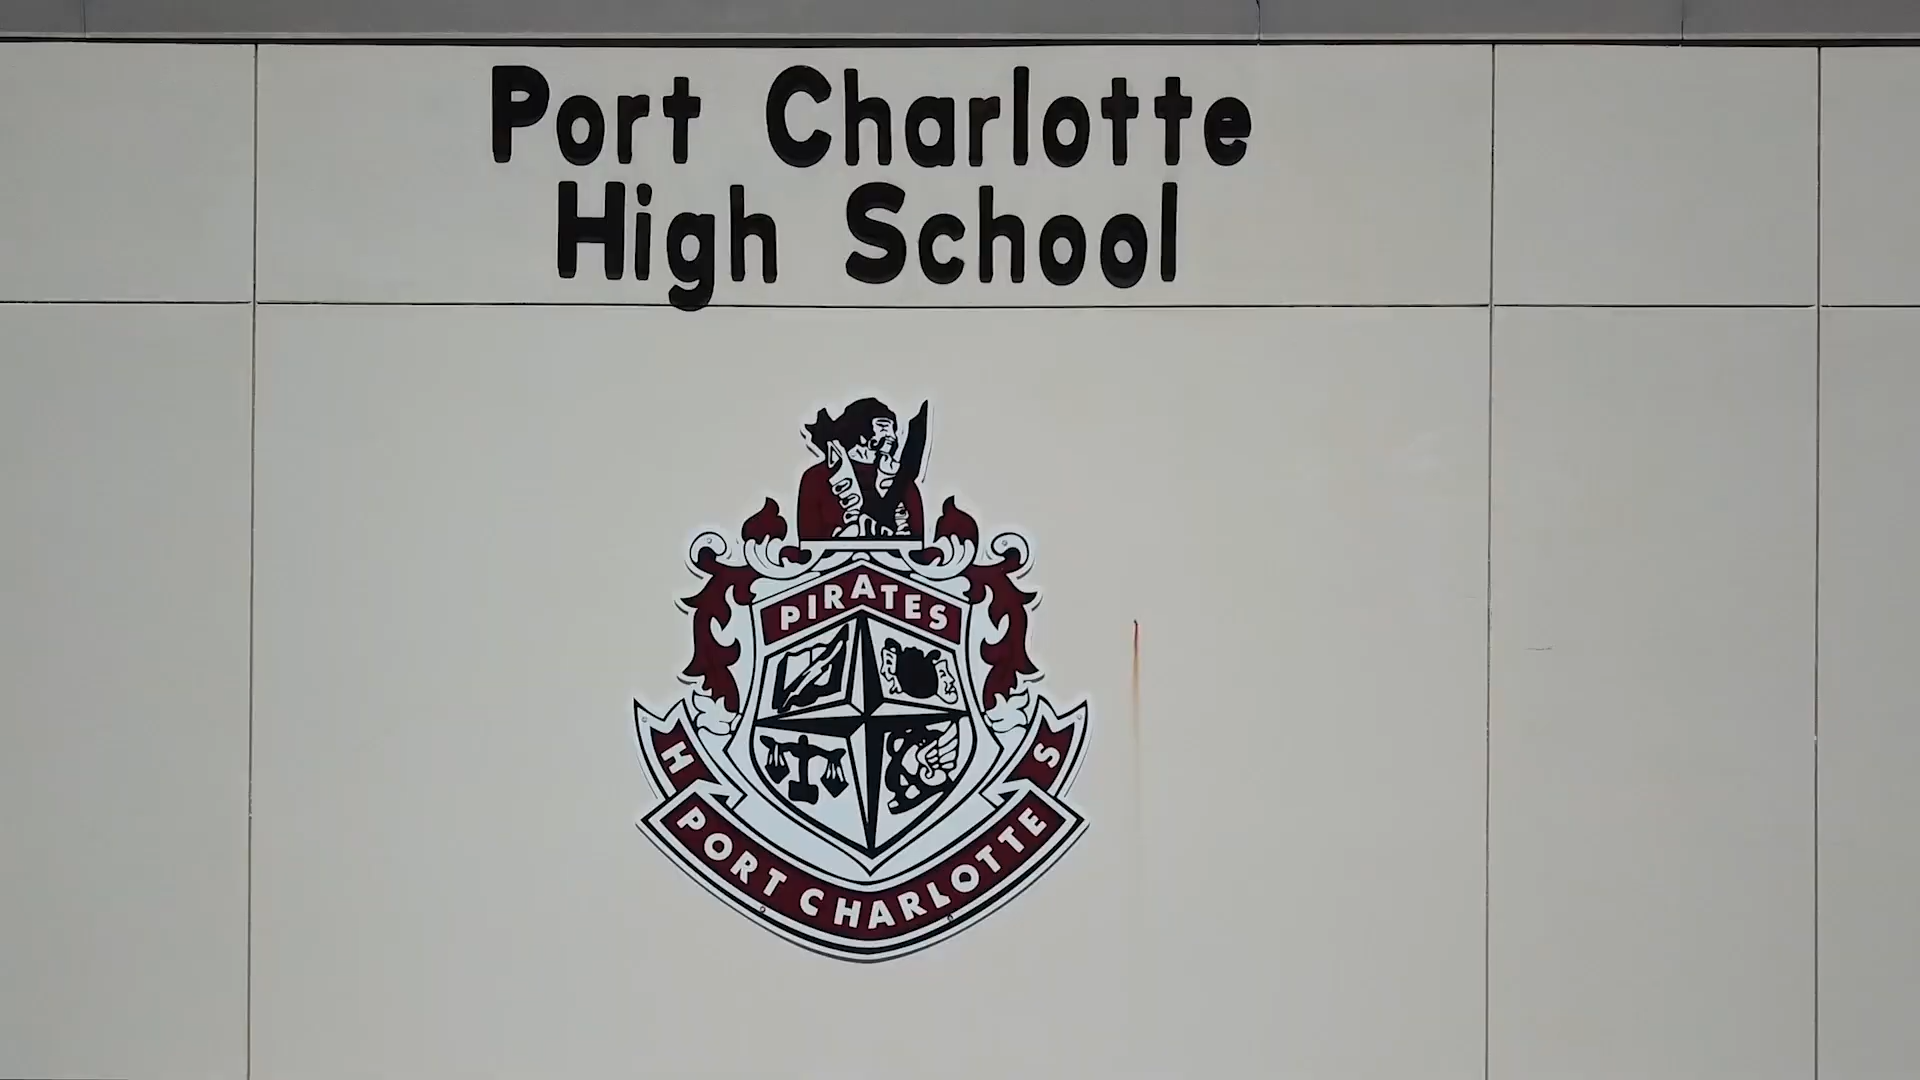 Port Charlotte
High School
PIRATES
H S
PORT CHARLOTTE